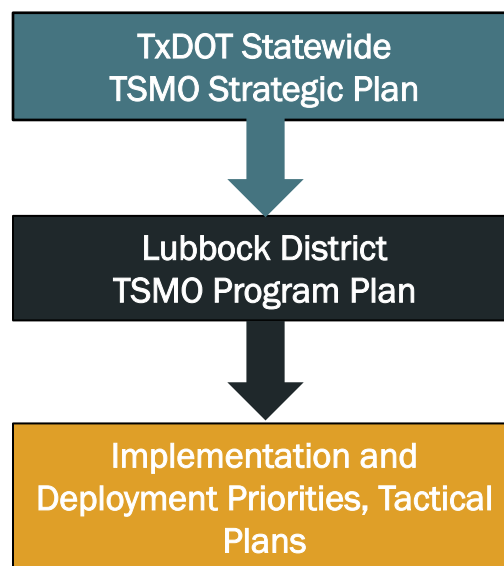 TxDOT Statewide
TSMO Strategic Plan
Lubbock District
TSMO Program Plan
Implementation and
Deployment Priorities, Tactical
Plans